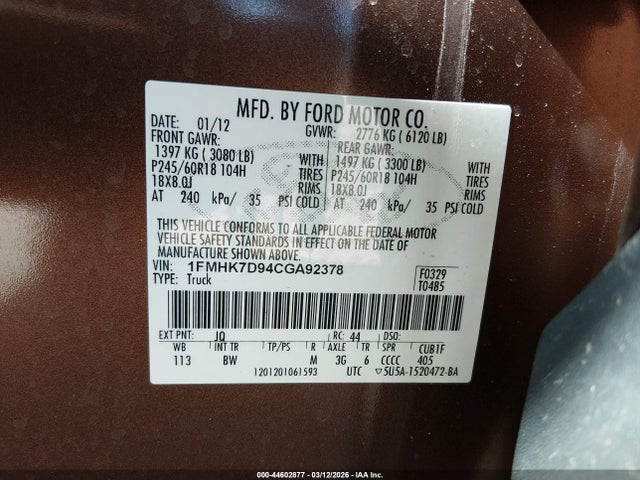 MFD. BY FORD MOTOR CO.
DATE: 01/12 GVWR: 2776 KG ( 6120 LB)
FRONT GAWR: REAR GAWR:
1397 KG ( 3080 LB) WITH 1497 KG ( 3300 LB) WITH
P245/60R18 104H TIRES P245/60R18 104H TIRES
18X8.0J RIMS 18X8.0J RIMS
AT 240 kPa/ 35 PSI COLD AT 240 kPa/ 35 PSI COLD
THIS VEHICLE CONFORMS TO ALL APPLICABLE FEDERAL MOTOR
VEHICLE SAFETY STANDARDS IN EFFECT ON THE DATE OF
MANUFACTURE SHOWN ABOVE.
VIN: 1FMHK7D94CGA92378 F0329
TYPE: Truck T0485
EXT PNT: JQ RC: 44 DSO:
WB INT TR TP/PS R AXLE TR SPR CUB1F
113 BW M 3G 6 CCCC 405
1201201061593 UTC ▽5U5A-1520472-BA
000-44602877 - 03/12/2026 - IAA Inc.